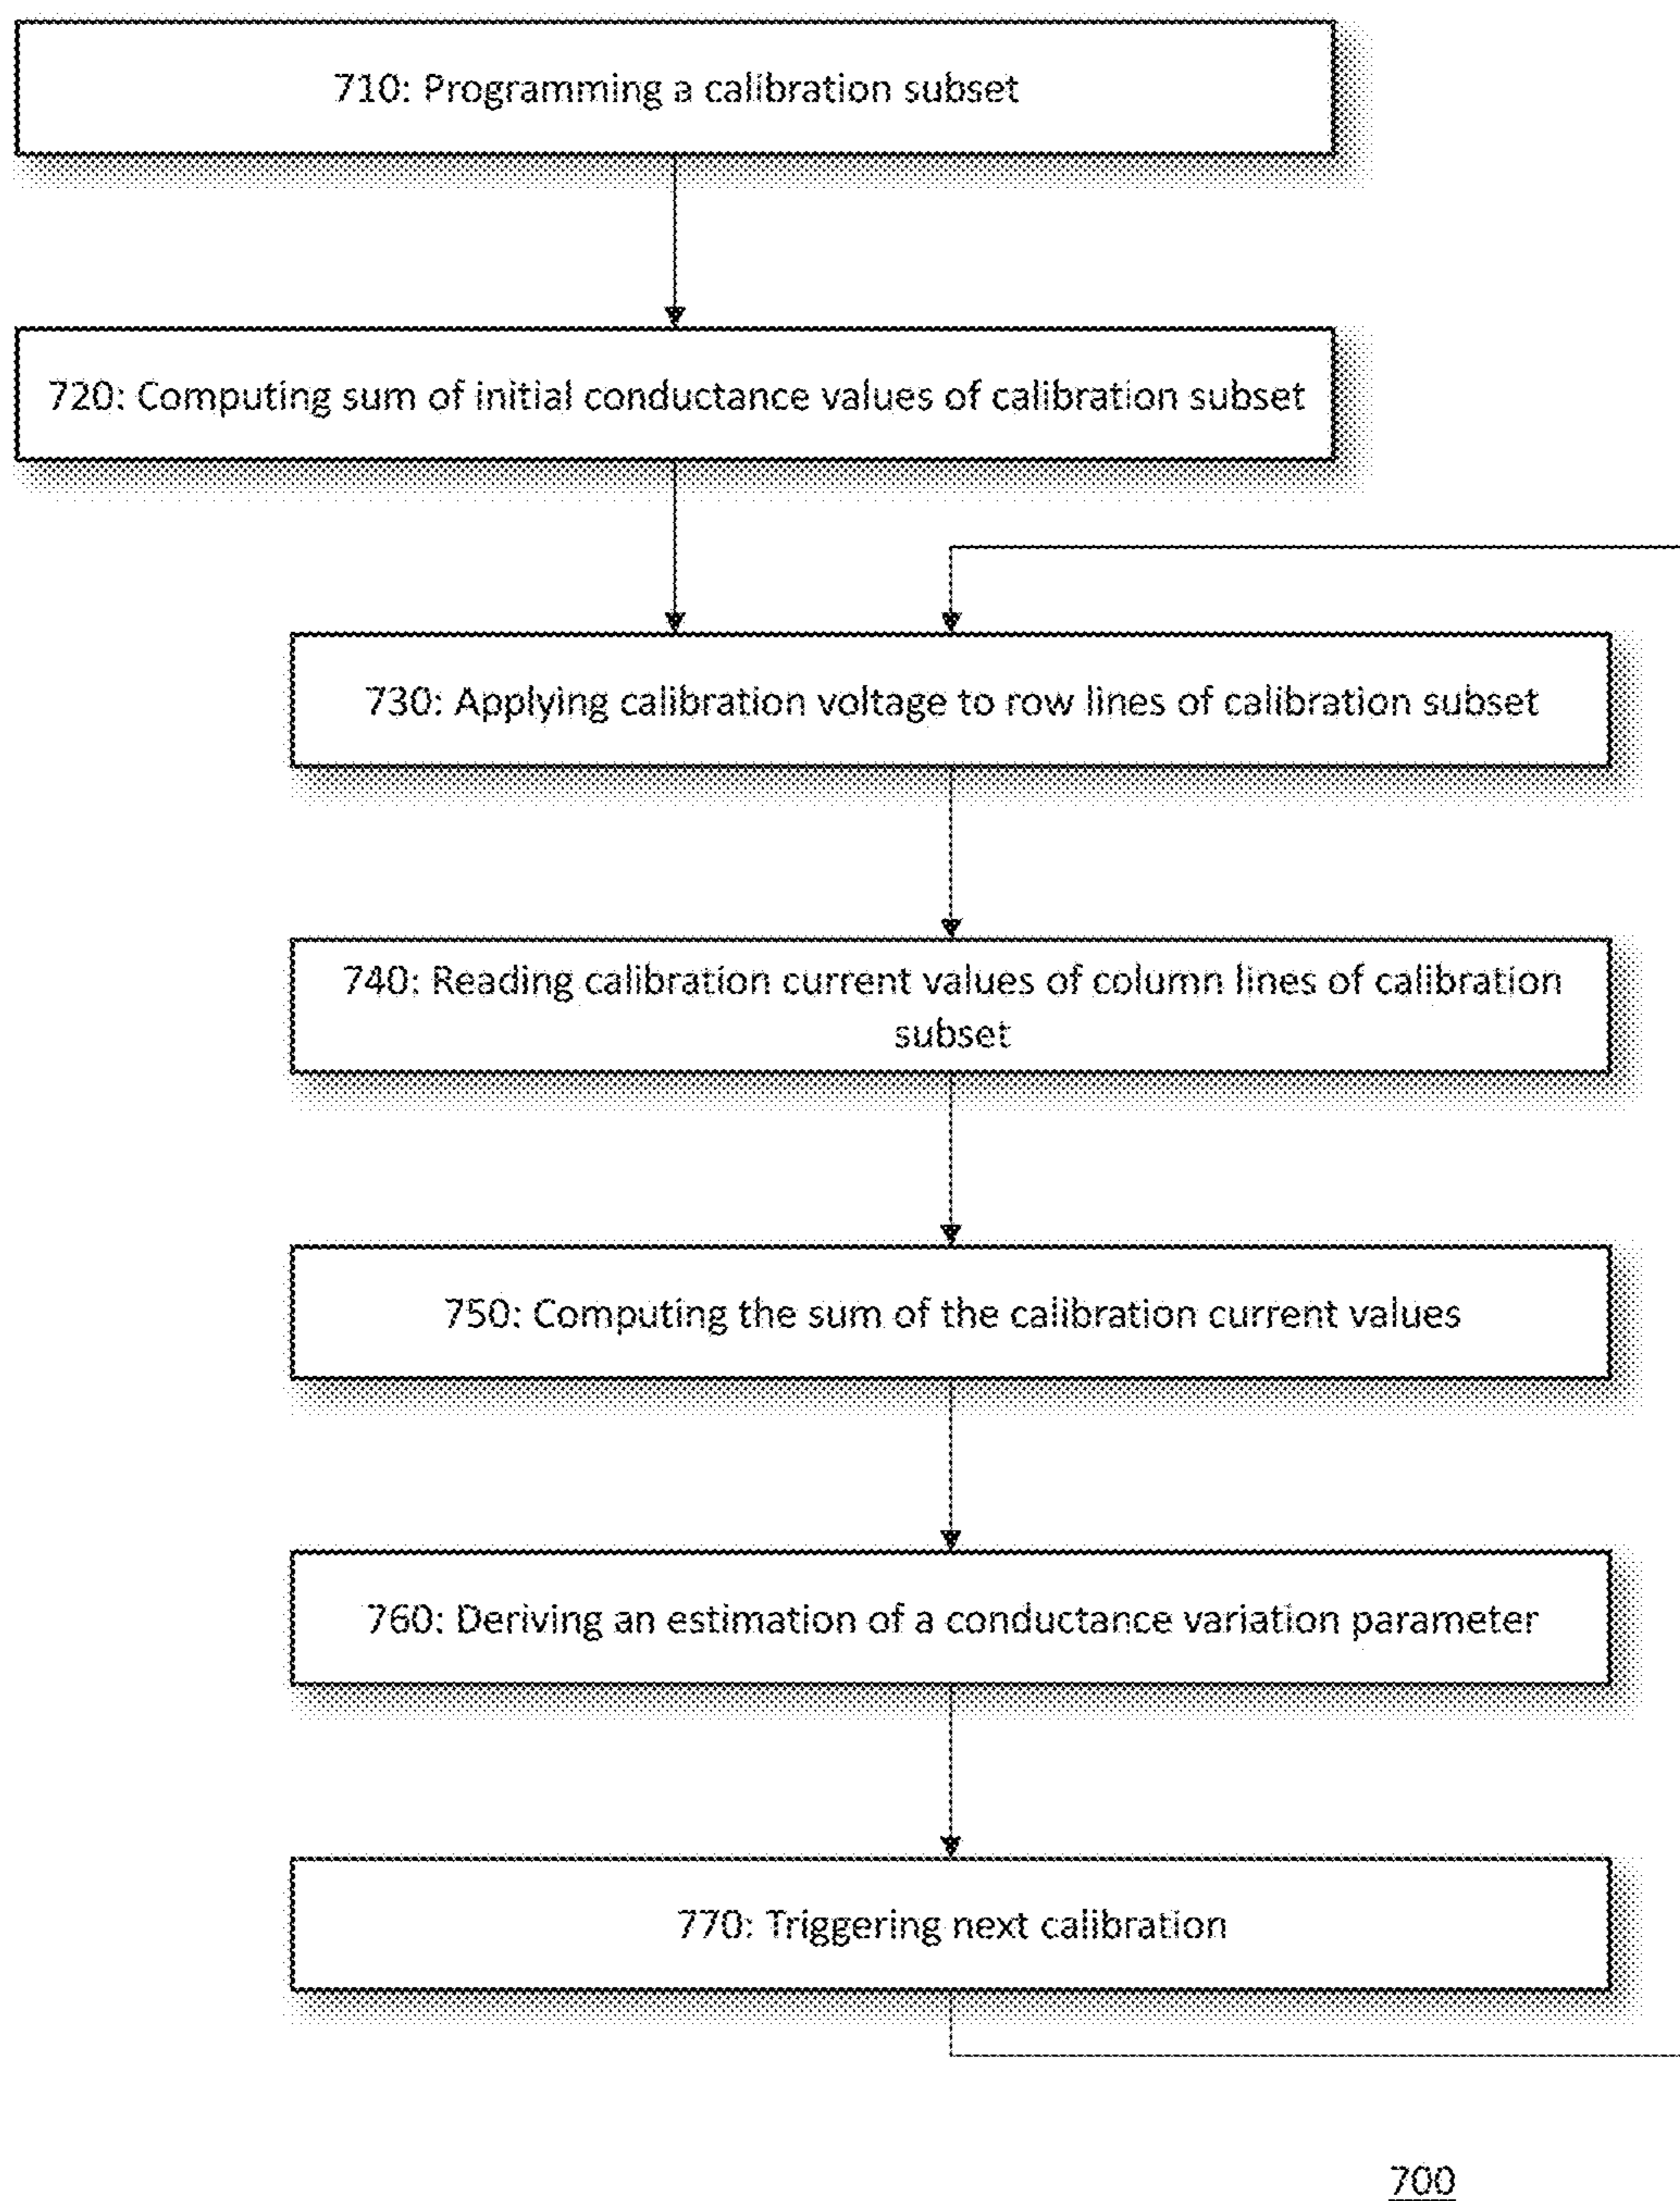 710: Programming a calibration subset
720: Computing sum of initial conductance values of calibration subset
730: Applying calibration voltage to row lines of calibration subset
740: Reading calibration current values of column lines of calibration
subset
750: Computing the sum of the calibration current values
760: Deriving an estimation of a conductance variation parameter
770: Triggering next calibration
700